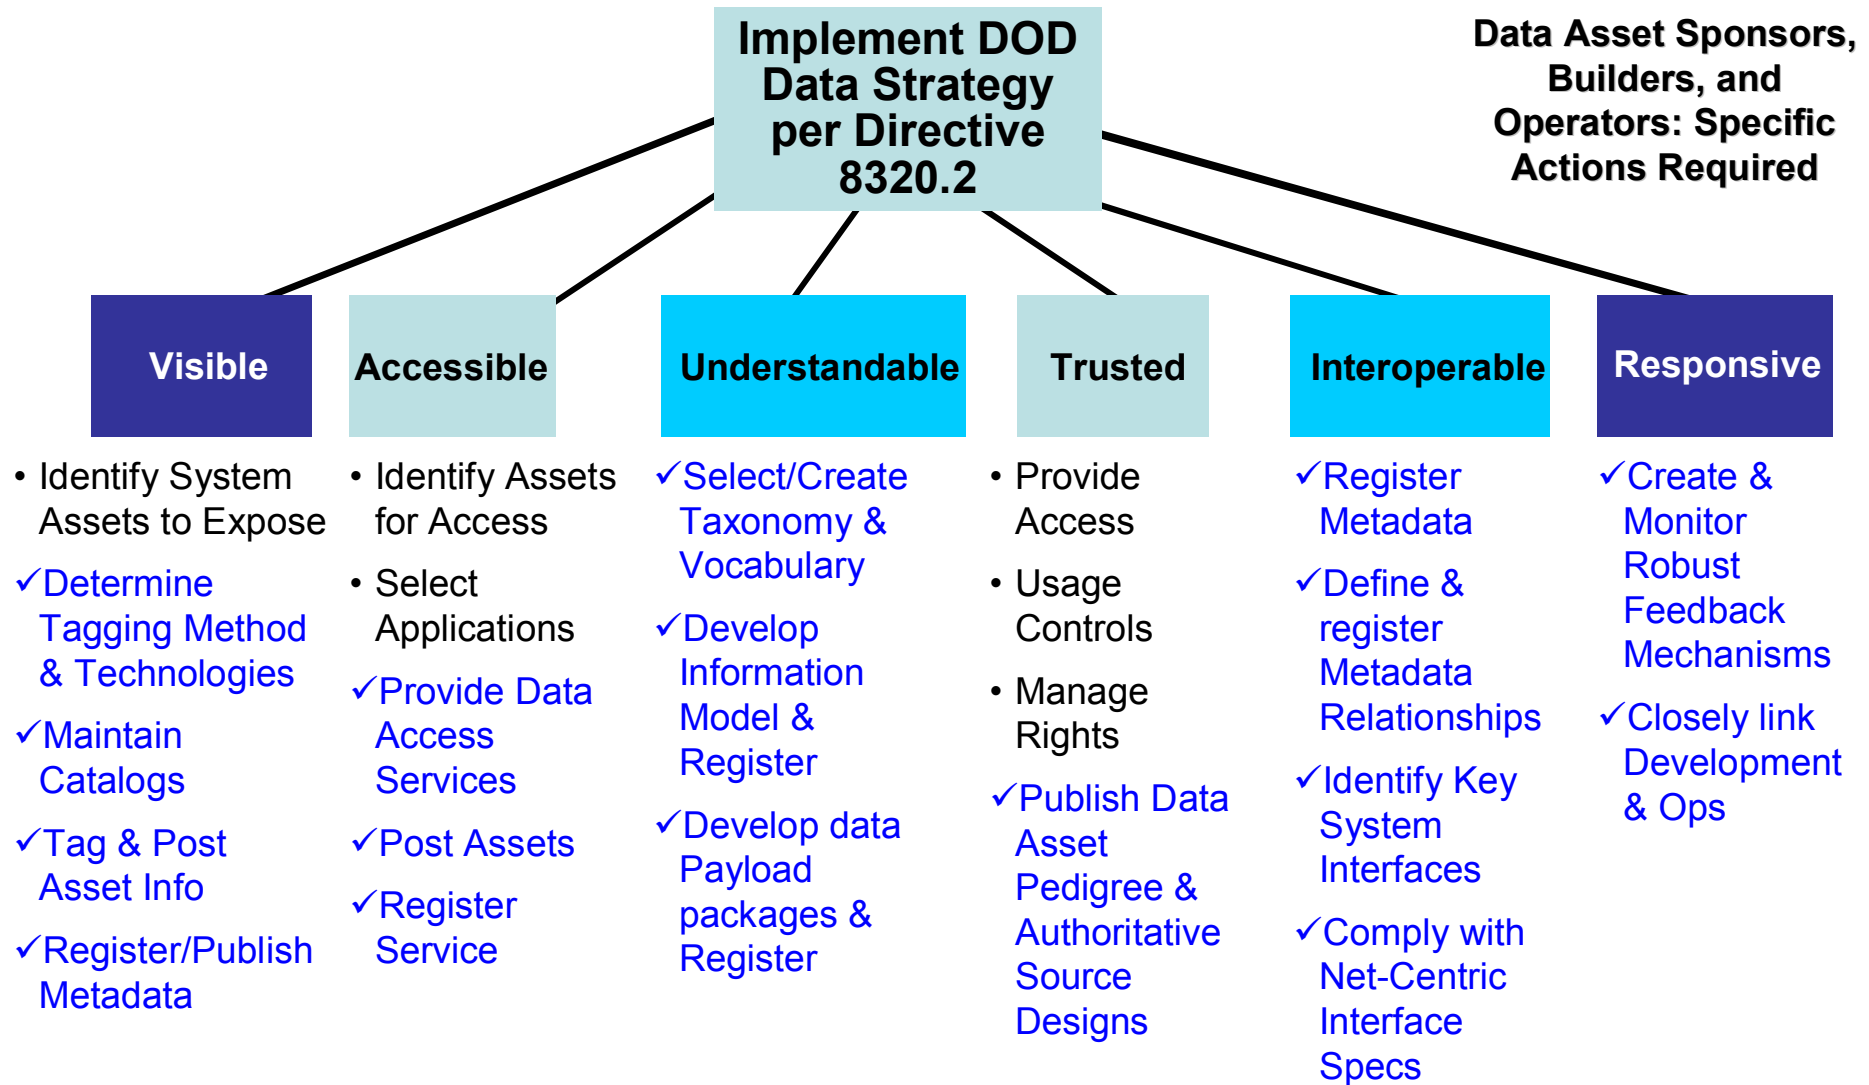 Implement DOD
Data Strategy
per Directive
8320.2
Data Asset Sponsors,
Builders, and
Operators: Specific
Actions Required
Visible
• Identify System
Assets to Expose
✓Determine
Tagging Method
& Technologies
✓Maintain
Catalogs
✓Tag & Post
Asset Info
✓Register/Publish
Metadata
Accessible
• Identify Assets
for Access
• Select
Applications
✓Provide Data
Access
Services
✓Post Assets
✓Register
Service
Understandable
✓Select/Create
Taxonomy &
Vocabulary
✓Develop
Information
Model &
Register
✓Develop data
Payload
packages &
Register
Trusted
• Provide
Access
• Usage
Controls
• Manage
Rights
✓Publish Data
Asset
Pedigree &
Authoritative
Source
Designs
Interoperable
✓Register
Metadata
✓Define &
register
Metadata
Relationships
✓Identify Key
System
Interfaces
✓Comply with
Net-Centric
Interface
Specs
Responsive
✓Create &
Monitor
Robust
Feedback
Mechanisms
✓Closely link
Development
& Ops